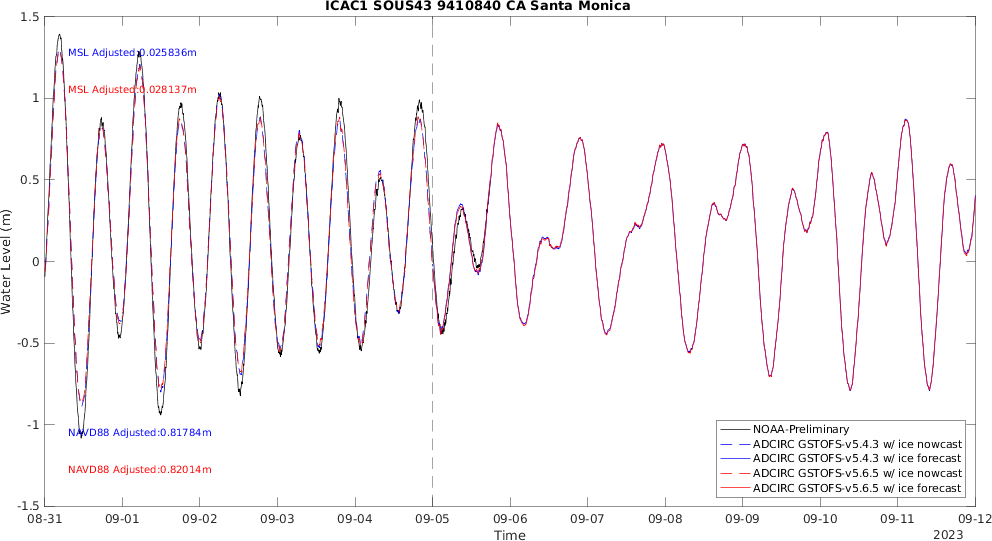 ICAC1 SOUS43 9410840 CA Santa Monica
1.5
1
0.5
0
-0.5
-1
-1.5
Water Level (m)
MSL Adjusted:0.025836m
MSL Adjusted:0.028137m
NAVD88 Adjusted:0.81784m
NAVD88 Adjusted:0.82014m
NOAA-Preliminary
ADCIRC GSTOFS-v5.4.3 w/ ice nowcast
ADCIRC GSTOFS-v5.4.3 w/ ice forecast
ADCIRC GSTOFS-v5.6.5 w/ ice nowcast
ADCIRC GSTOFS-v5.6.5 w/ ice forecast
08-31 09-01 09-02 09-03 09-04 09-05 09-06 09-07 09-08 09-09 09-10 09-11 09-12
Time
2023